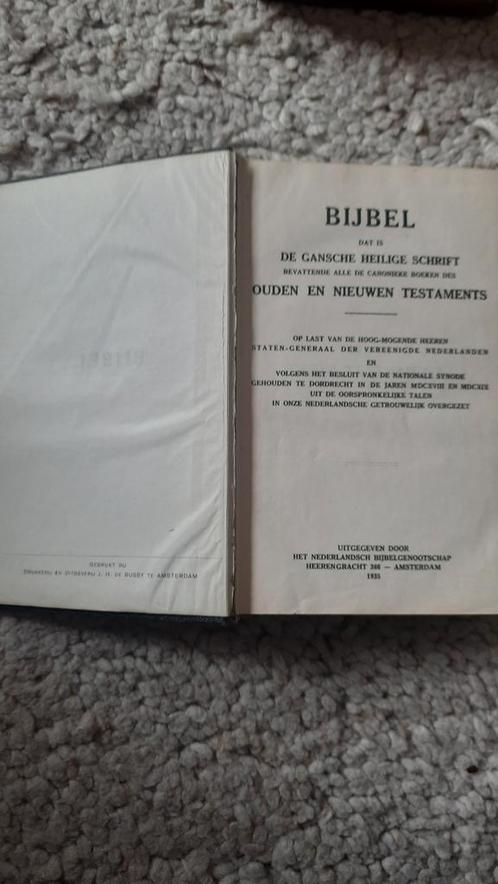 GEDRUKT BIJ
DRUKKERIJ EN UITGEVERIJ J. H. DE BUSSY TE AMSTERDAM
BIJBEL
DAT IS
DE GANSCHE HEILIGE SCHRIFT
BEVATTENDE ALLE DE CANONIEKE BOEKEN DES
OUDEN EN NIEUWEN TESTAMENTS
OP LAST VAN DE HOOG-MOGENDE HEEREN
STATEN-GENERAAL DER VEREENIGDE NEDERLANDEN
EN
VOLGENS HET BESLUIT VAN DE NATIONALE SYNODE
GEHOUDEN TE DORDRECHT IN DE JAREN MDCXVIII EN MDCXIX
UIT DE OORSPRONKELIJKE TALEN
IN ONZE NEDERLANDSCHE GETROUWELIJK OVERGEZET
UITGEGEVEN DOOR
HET NEDERLANDSCH BIJBELGENOOTSCHAP
HEERENGRACHT 366 — AMSTERDAM
1935